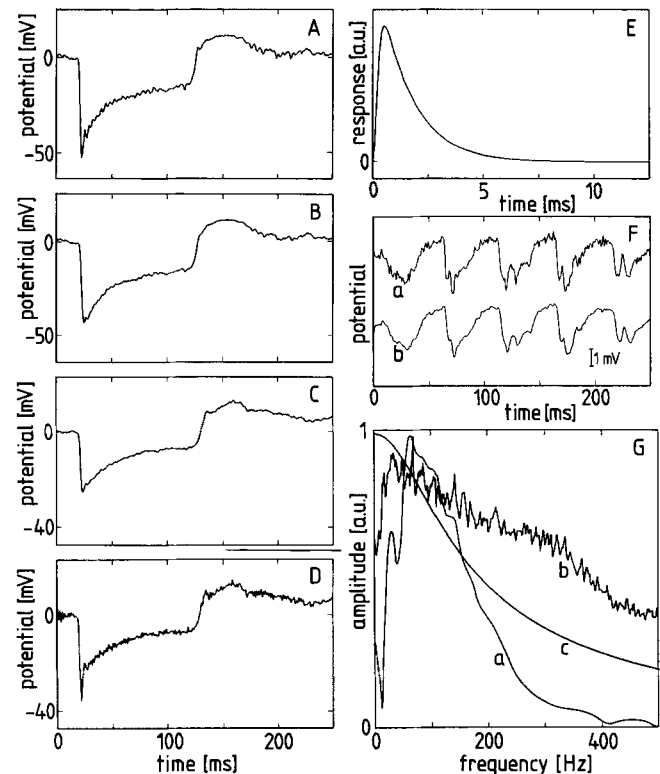 A
potential [mV]
0
-50
B
potential [mV]
0
-50
C
potential [mV]
0
-40
D
potential [mV]
0
-40
0
100
200
time [ms]
E
response [a.u.]
0
0
5
10
time [ms]
F
potential
a
b
1 mV
0
100
200
time [ms]
G
amplitude [a.u.]
1
0
b
c
a
0
200
400
frequency [Hz]